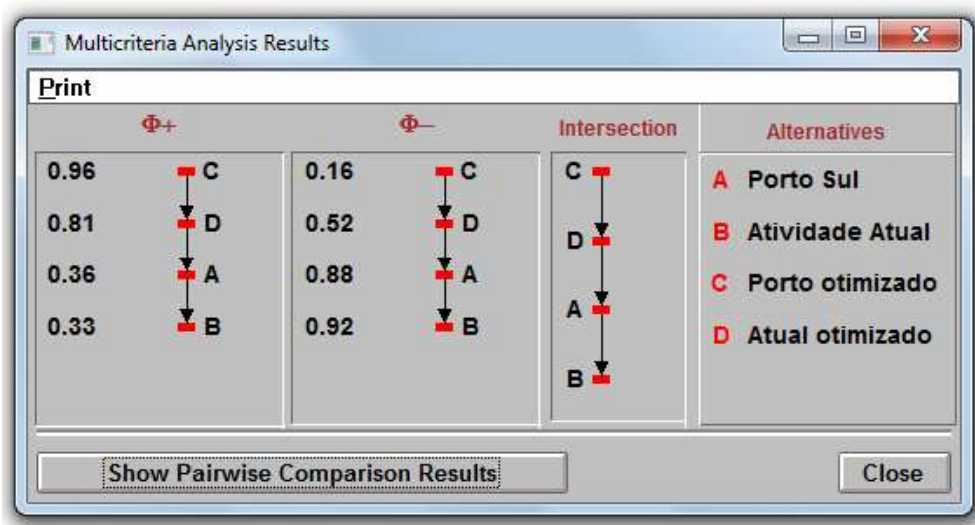 Multicriteria Analysis Results
Print
Φ+ Φ− Intersection Alternatives
0.96 C 0.16 C C A Porto Sul
0.81 D 0.52 D D B Atividade Atual
0.36 A 0.88 A A C Porto otimizado
0.33 B 0.92 B B D Atual otimizado
Show Pairwise Comparison Results Close